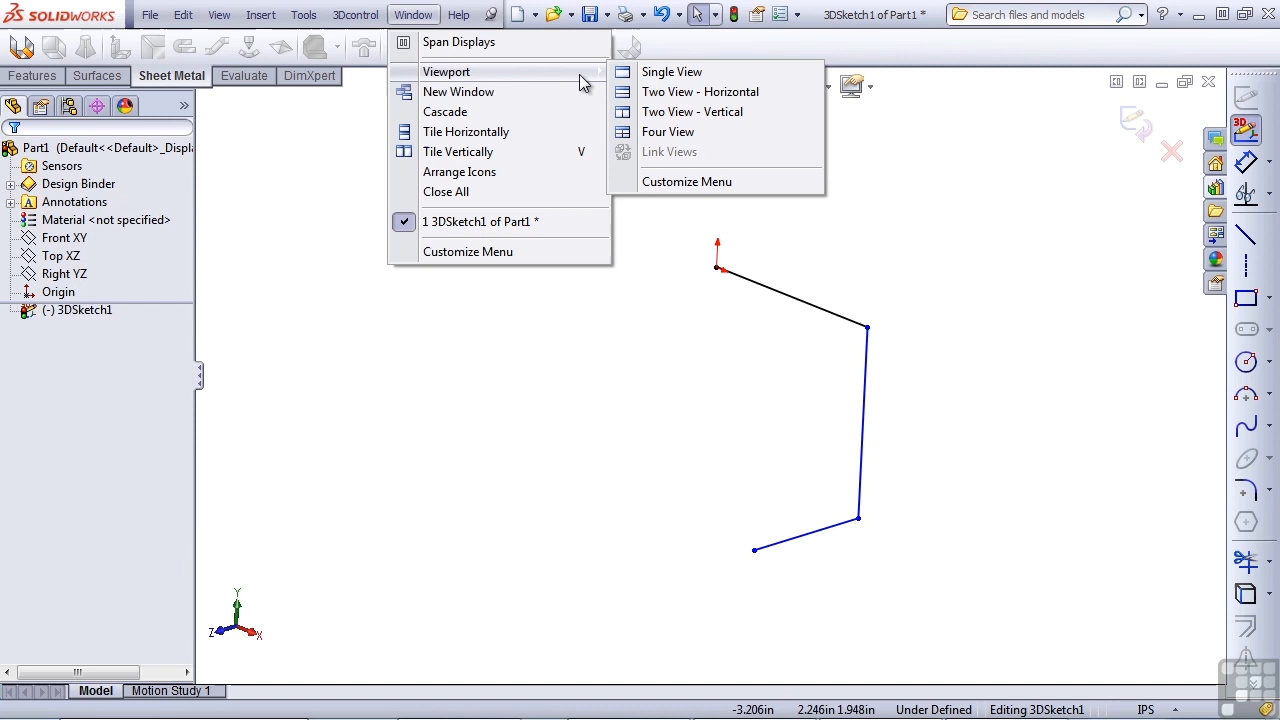 SOLIDWORKS
File Edit View Insert Tools 3Dcontrol Window Help
3DSketch1 of Part1 *
Search files and models
Features Surfaces Sheet Metal Evaluate DimXpert
Span Displays
Viewport
New Window
Cascade
Tile Horizontally
Tile Vertically V
Arrange Icons
Close All
1 3DSketch1 of Part1 *
Customize Menu
Single View
Two View - Horizontal
Two View - Vertical
Four View
Link Views
Customize Menu
Part1 (Default<<Default>_Displ
Sensors
Design Binder
Annotations
Material <not specified>
Front XY
Top XZ
Right YZ
Origin
(-) 3DSketch1
3D
Y
Z
X
Model Motion Study 1
-3.206in 2.246in 1.948in Under Defined Editing 3DSketch1 IPS